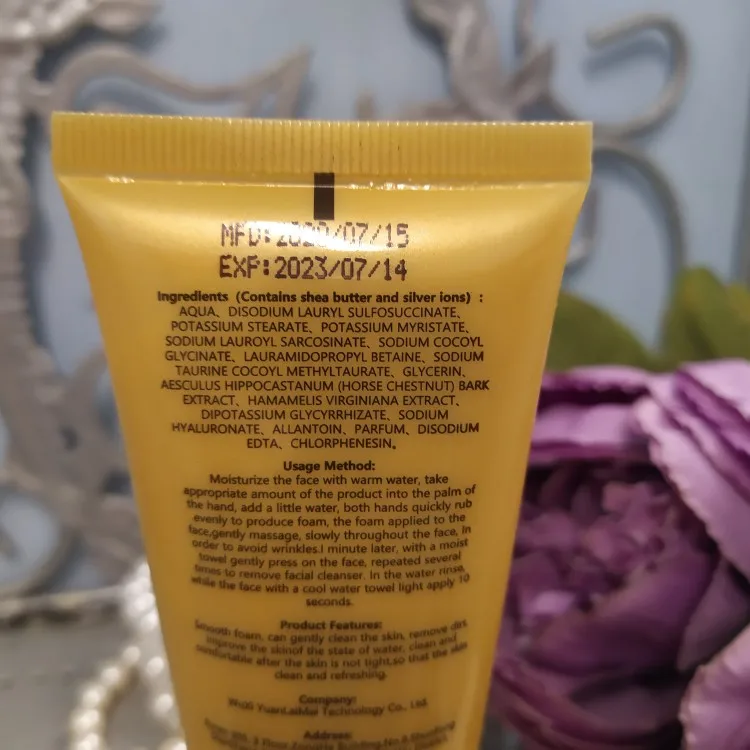 MFD:2020/07/15
EXP:2023/07/14
Ingredients (Contains shea butter and silver ions) :
AQUA、DISODIUM LAURYL SULFOSUCCINATE、
POTASSIUM STEARATE、POTASSIUM MYRISTATE、
SODIUM LAUROYL SARCOSINATE、SODIUM COCOYL
GLYCINATE、LAURAMIDOPROPYL BETAINE、SODIUM
TAURINE COCOYL METHYLTAURATE、GLYCERIN、
AESCULUS HIPPOCASTANUM (HORSE CHESTNUT) BARK
EXTRACT、HAMAMELIS VIRGINIANA EXTRACT、
DIPOTASSIUM GLYCYRRHIZATE、SODIUM
HYALURONATE、ALLANTOIN、PARFUM、DISODIUM
EDTA、CHLORPHENESIN。
Usage Method:
Moisturize the face with warm water, take
appropriate amount of the product into the palm of
the hand, add a little water, both hands quickly rub
evenly to produce foam, the foam applied to the
face,gently massage, slowly throughout the face, In
order to avoid wrinkles.I minute later, with a moist
towel gently press on the face, repeated several
times to remove facial cleanser. In the water rinse,
while the face with a cool water towel light apply 10
seconds.
Product Features:
Smooth foam, can gently clean the skin, remove dirt,
improve the skinof the state of water, clean and
comfortable after the skin is not tight,so that the skin
clean and refreshing.
Company:
WuXi YuanLaiMei Technology Co., Ltd.
Address:
Floor